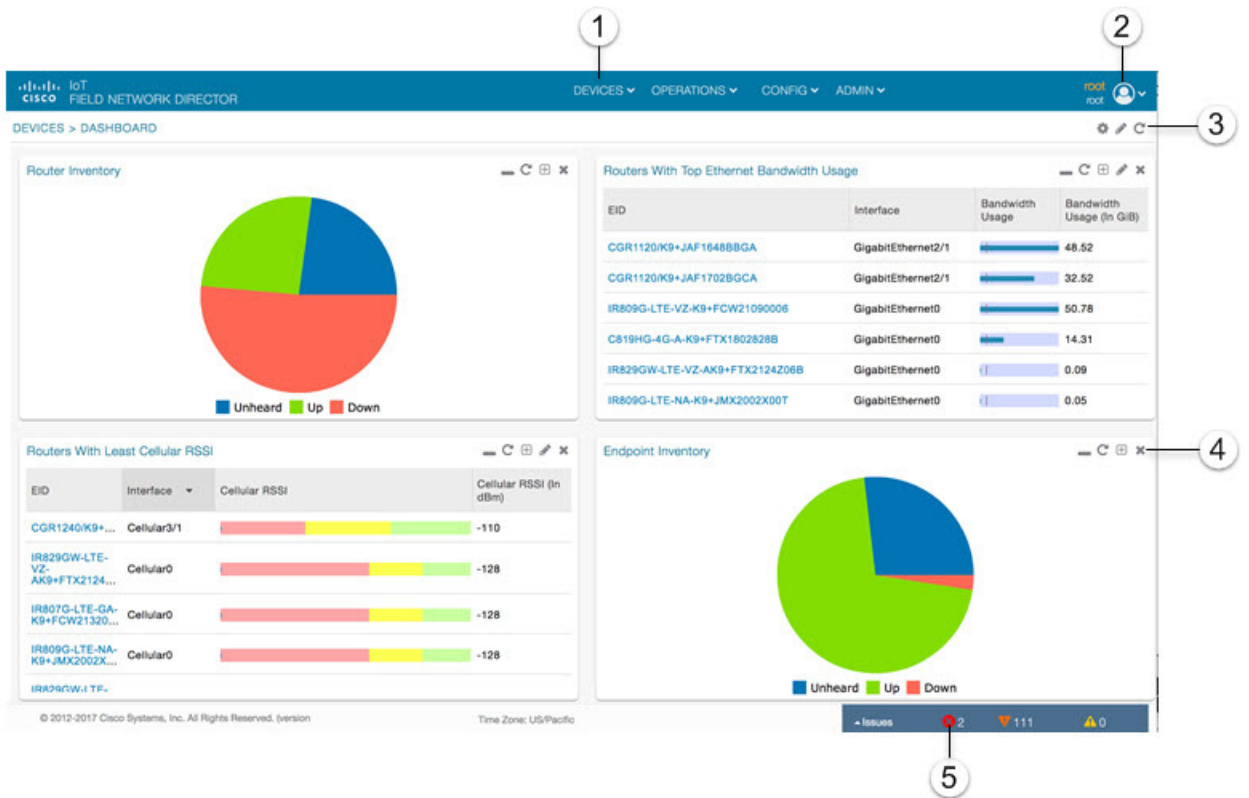 1
2
CISCO IoT FIELD NETWORK DIRECTOR
DEVICES OPERATIONS CONFIG ADMIN
root
root
DEVICES > DASHBOARD
3
Router Inventory
Unheard Up Down
Routers With Top Ethernet Bandwidth Usage
EID Interface Bandwidth Usage Bandwidth Usage (In GiB)
CGR1120/K9+JAF1648BBGA GigabitEthernet2/1 48.52
CGR1120/K9+JAF1702BGCA GigabitEthernet2/1 32.52
IR809G-LTE-VZ-K9+FCW21090006 GigabitEthernet0 50.78
C819HG-4G-A-K9+FTX1802828B GigabitEthernet0 14.31
IR829GW-LTE-VZ-AK9+FTX2124Z06B GigabitEthernet0 0.09
IR809G-LTE-NA-K9+JMX2002X00T GigabitEthernet0 0.05
Routers With Least Cellular RSSI
EID Interface Cellular RSSI Cellular RSSI (In dBm)
CGR1240/K9+... Cellular3/1 -110
IR829GW-LTE-VZ-AK9+FTX2124... Cellular0 -128
IR807G-LTE-GA-K9+FCW21320... Cellular0 -128
IR809G-LTE-NA-K9+JMX2002X... Cellular0 -128
IR829GW-LTE-
Endpoint Inventory
4
Unheard Up Down
© 2012-2017 Cisco Systems, Inc. All Rights Reserved. (version
Time Zone: US/Pacific
Issues 2 111 0
5